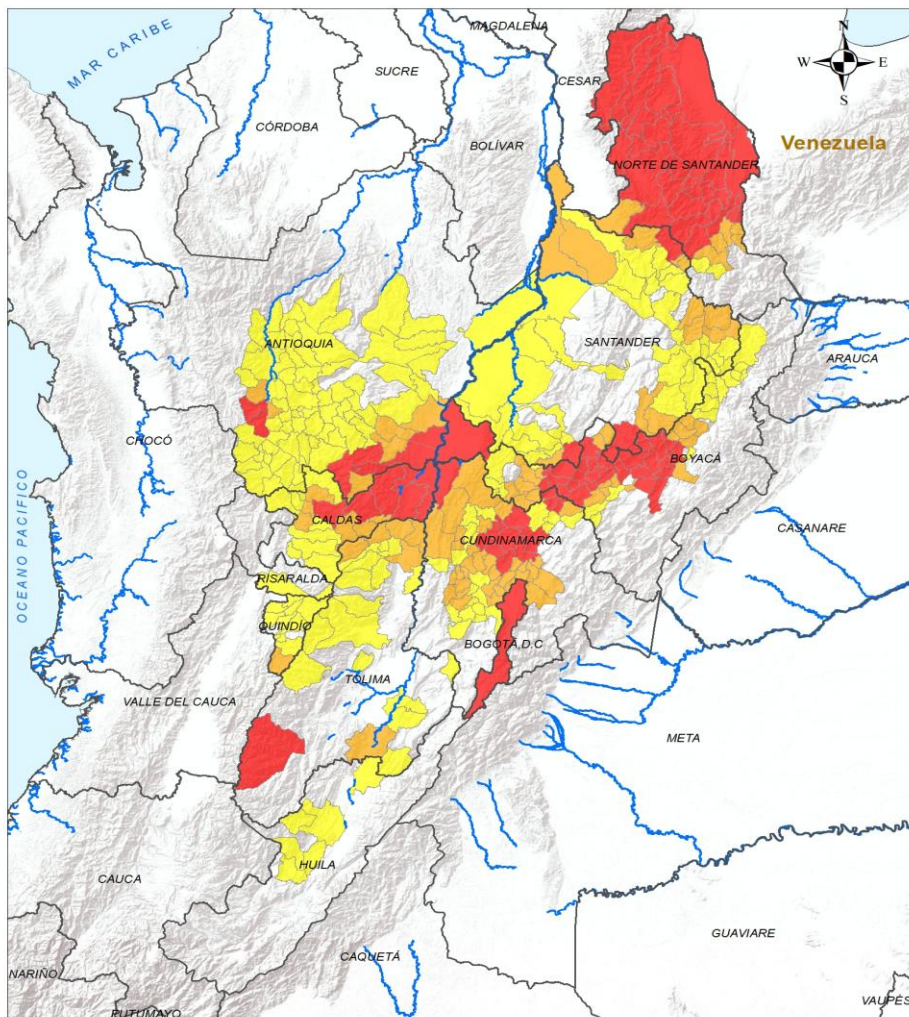 MAGDALENA
N
MAR CARIBE
SUCRE
CESAR
W
E
S
CÓRDOBA
BOLÍVAR
Venezuela
NORTE DE SANTANDER
ANTIOQUIA
SANTANDER
ARAUCA
CHOCÓ
BOYACA
OCEANO PACIFICO
CALDAS
CASANARE
CUNDINAMARCA
RISARALDA
QUINDÍO
BOGOTÁ,D.C
TOLIMA
VALLE DEL CAUCA
META
HUILA
CAUCA
GUAVIARE
CAQUETÁ
NARIÑO
PUTUMAYO
VAUPÉS